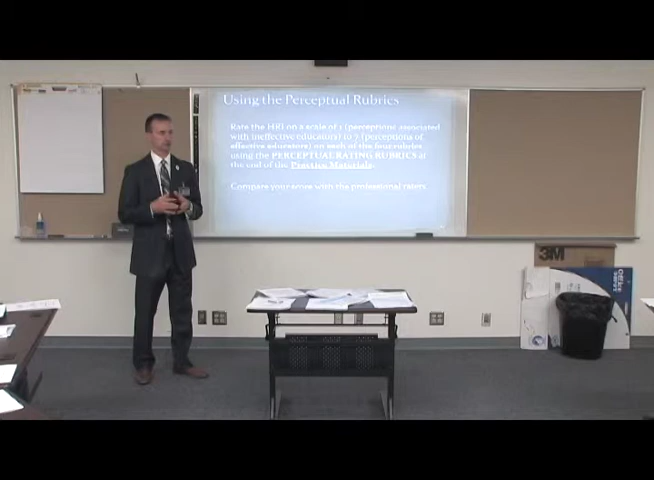 Using the Perceptual Rubrics
Rate the HRI on a scale of 1 (perceptions associated
with ineffective educators) to 7 (perceptions of
effective educators) on each of the four rubrics
using the PERCEPTUAL RATING RUBRICS at
the end of the Practice Materials.
Compare your score with the professional raters.
3M
Office